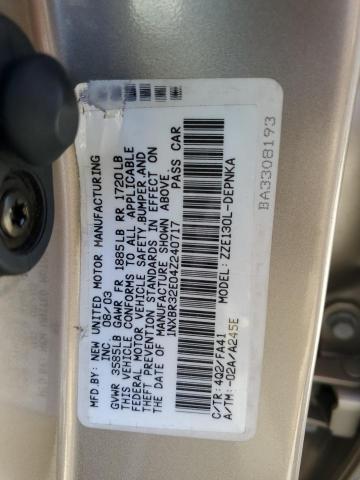 MFD.BY: NEW UNITED MOTOR MANUFACTURING
INC. 08/03
GVWR 3585LB GAWR FR 1885LB RR 1720LB
THIS VEHICLE CONFORMS TO ALL APPLICABLE
FEDERAL MOTOR VEHICLE SAFETY, BUMPER, AND
THEFT PREVENTION STANDARDS IN EFFECT ON
THE DATE OF MANUFACTURE SHOWN ABOVE.
1NXBR32E04Z240717 PASS CAR
C/TR: 4Q2/FA41 MODEL: ZZE130L-DEPNKA
A/TM:-02A/A245E
BA3308193